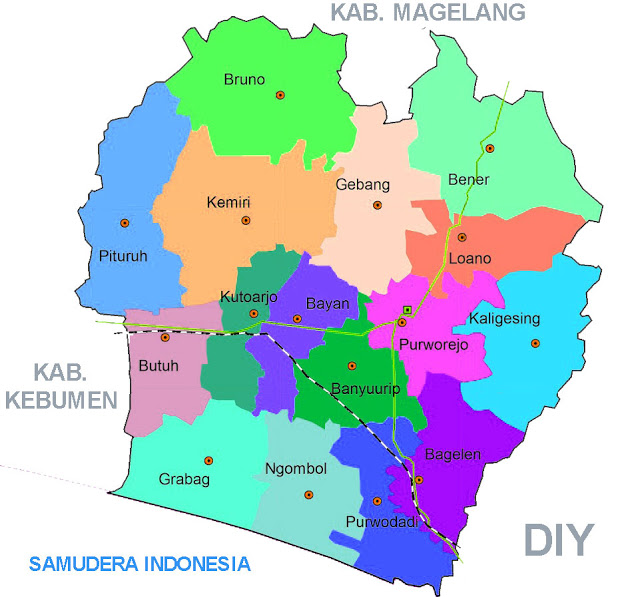 KAB. MAGELANG
Bruno
Bener
Gebang
Kemiri
Pituruh
Loano
Kutoarjo
Bayan
Kaligesing
Purworejo
Butuh
KAB.
KEBUMEN
Banyuurip
Bagelen
Ngombol
Grabag
Purwodadi
DIY
SAMUDERA INDONESIA